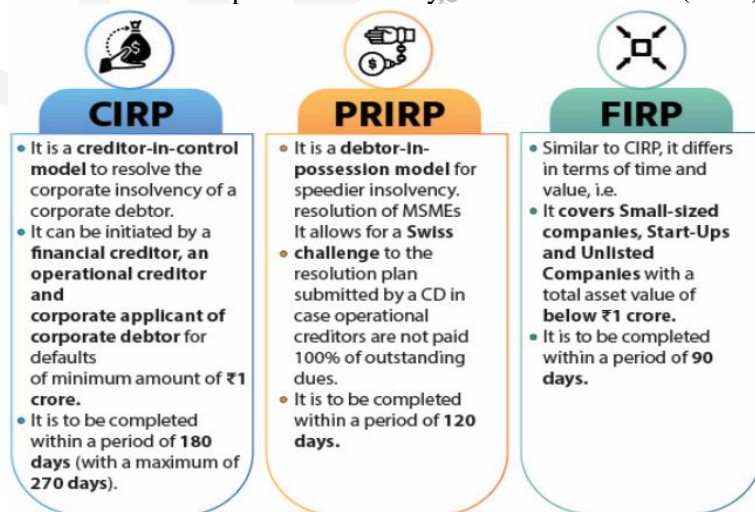 CIRP
• It is a creditor-in-control
model to resolve the
corporate insolvency of a
corporate debtor.
• It can be initiated by a
financial creditor, an
operational creditor
and
corporate applicant of
corporate debtor for
defaults
of minimum amount of ₹1
crore.
• It is to be completed
within a period of 180
days (with a maximum of
270 days).
PRIRP
• It is a debtor-in-
possession model for
speedier insolvency.
resolution of MSMEs
It allows for a Swiss
• challenge to the
resolution plan
submitted by a CD in
case operational
creditors are not paid
100% of outstanding
dues.
• It is to be completed
within a period of 120
days.
FIRP
• Similar to CIRP, it differs
in terms of time and
value, i.e.
• It covers Small-sized
companies, Start-Ups
and Unlisted
Companies with a
total asset value of
below ₹1 crore.
• It is to be completed
within a period of 90
days.